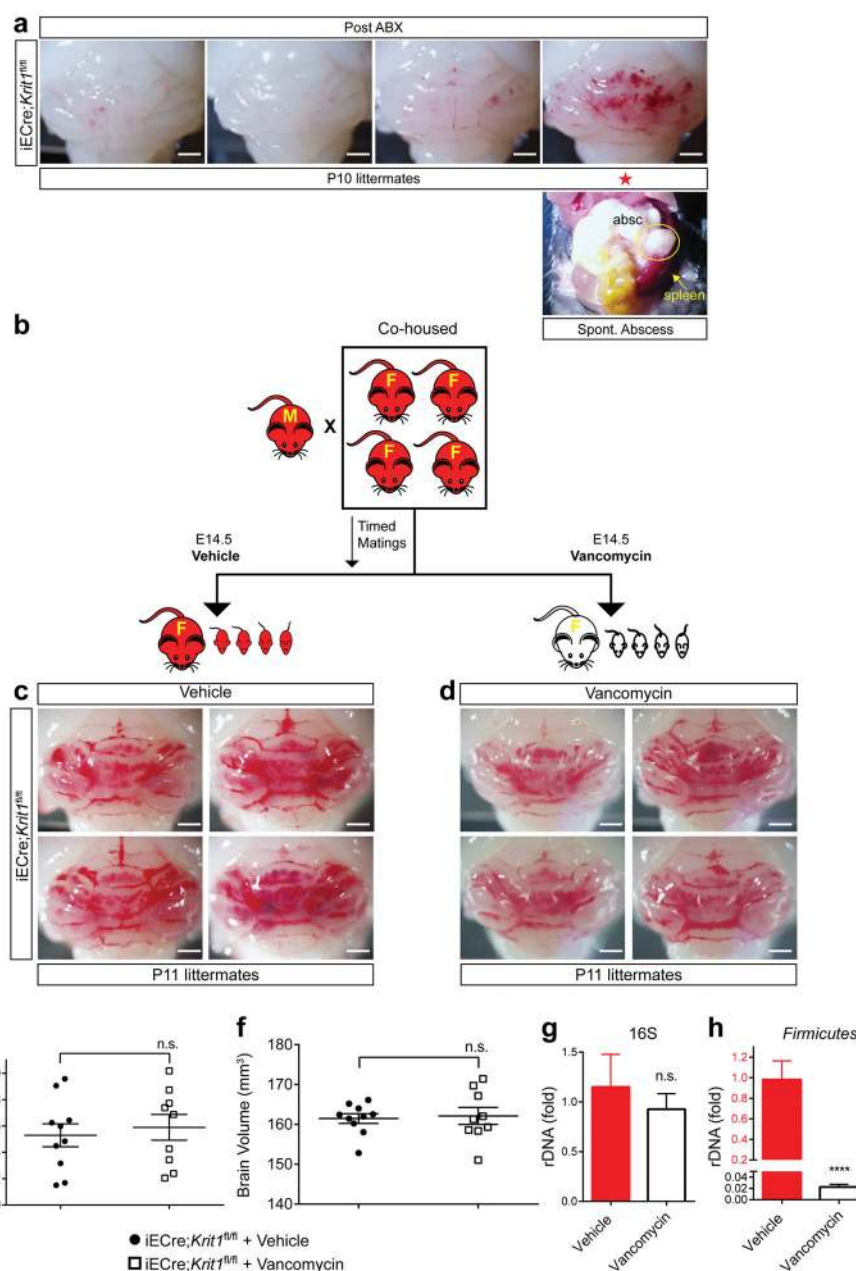 a
Post ABX
iECre;Krit1fl/fl
P10 littermates
absc
spleen
Spont. Abscess
b
Co-housed
M
X
F
F
F
F
Timed
Matings
E14.5
Vehicle
E14.5
Vancomycin
F
F
c
Vehicle
d
Vancomycin
iECre;Krit1fl/fl
P11 littermates
P11 littermates
n.s.
f
Brain Volume (mm3)
180
170
160
150
140
n.s.
g
16S
rDNA (fold)
1.5
1.0
0.5
0.0
n.s.
Vehicle
Vancomycin
h
Firmicutes
rDNA (fold)
1.2
1.0
0.8
0.6
0.4
0.2
0.04
0.02
0.00
****
Vehicle
Vancomycin
iECre;Krit1fl/fl + Vehicle
iECre;Krit1fl/fl + Vancomycin